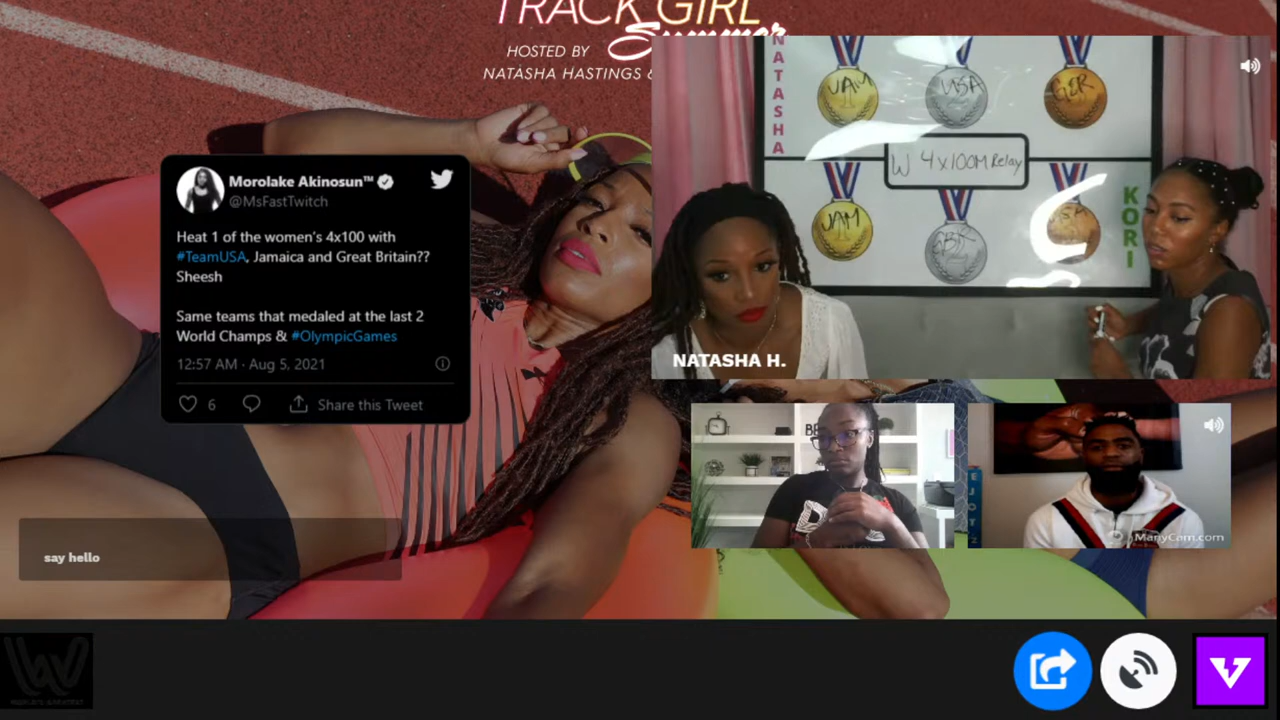 TRACK GIRL
Summer
HOSTED BY
NATASHA HASTINGS &
Morolake Akinosun™
@MsFastTwitch
Heat 1 of the women's 4x100 with
#TeamUSA, Jamaica and Great Britain??
Sheesh
Same teams that medaled at the last 2
World Champs & #OlympicGames
12:57 AM · Aug 5, 2021
6
Share this Tweet
say hello
NATASHA
JAM
USA
GER
W 4x100M Relay
JAM
GBR
USA
KORI
NATASHA H.
BE
EJOTZ
ManyCam.com